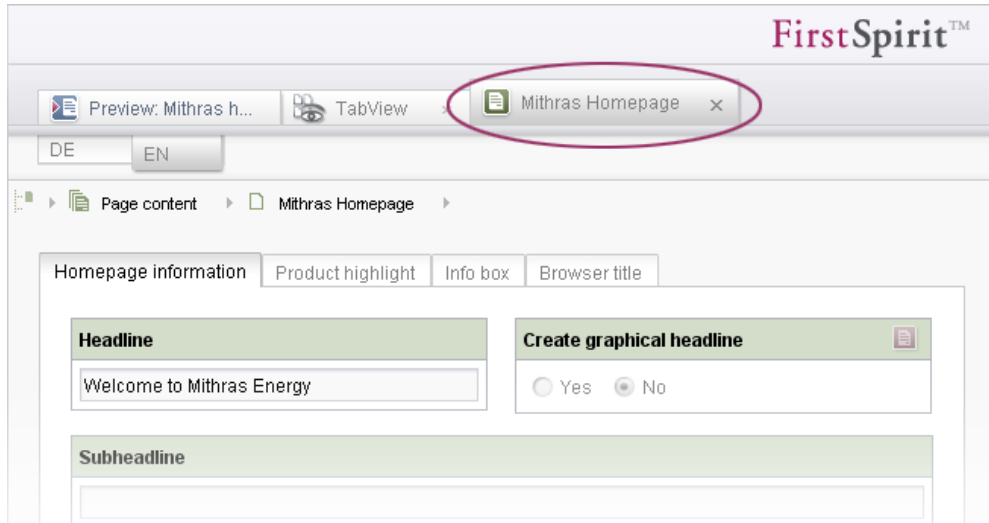 FirstSpirit™
Preview: Mithras h... TabView Mithras Homepage
DE EN
Page content Mithras Homepage
Homepage information Product highlight Info box Browser title
Headline Create graphical headline
Welcome to Mithras Energy Yes No
Subheadline